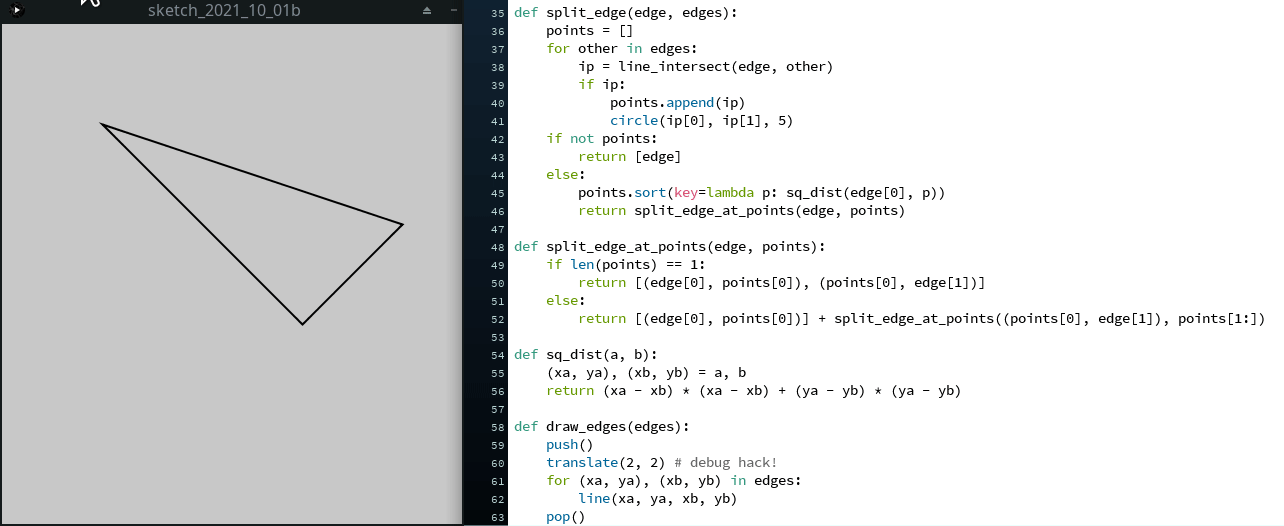 sketch_2021_10_01b
35 def split_edge(edge, edges):
36     points = []
37     for other in edges:
38         ip = line_intersect(edge, other)
39         if ip:
40             points.append(ip)
41             circle(ip[0], ip[1], 5)
42     if not points:
43         return [edge]
44     else:
45         points.sort(key=lambda p: sq_dist(edge[0], p))
46         return split_edge_at_points(edge, points)
47
48 def split_edge_at_points(edge, points):
49     if len(points) == 1:
50         return [(edge[0], points[0]), (points[0], edge[1])]
51     else:
52         return [(edge[0], points[0])] + split_edge_at_points((points[0], edge[1]), points[1:])
53
54 def sq_dist(a, b):
55     (xa, ya), (xb, yb) = a, b
56     return (xa - xb) * (xa - xb) + (ya - yb) * (ya - yb)
57
58 def draw_edges(edges):
59     push()
60     translate(2, 2) # debug hack!
61     for (xa, ya), (xb, yb) in edges:
62         line(xa, ya, xb, yb)
63     pop()